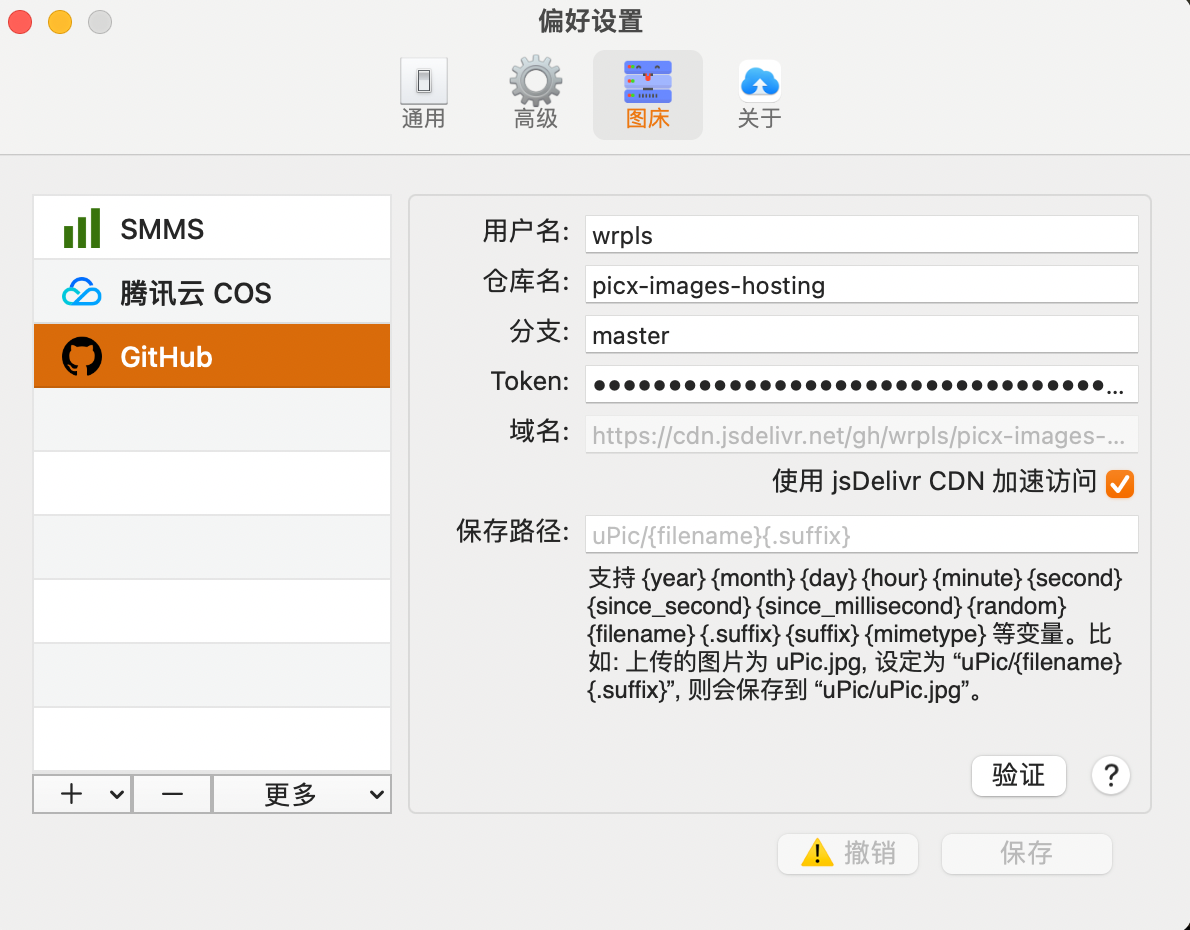 偏好设置
通用
高级
图床
关于
SMMS
腾讯云 COS
GitHub
更多
用户名: wrpls
仓库名: picx-images-hosting
分支: master
Token: ●●●●●●●●●●●●●●●●●●●●●●●●●●●●●●●●●●...
域名: https://cdn.jsdelivr.net/gh/wrpls/picx-images-...
使用 jsDelivr CDN 加速访问
保存路径: uPic/{filename}{.suffix}
支持 {year} {month} {day} {hour} {minute} {second}
{since_second} {since_millisecond} {random}
{filename} {.suffix} {suffix} {mimetype} 等变量。比
如: 上传的图片为 uPic.jpg, 设定为 “uPic/{filename}
{.suffix}”, 则会保存到 “uPic/uPic.jpg”。
验证
?
撤销
保存